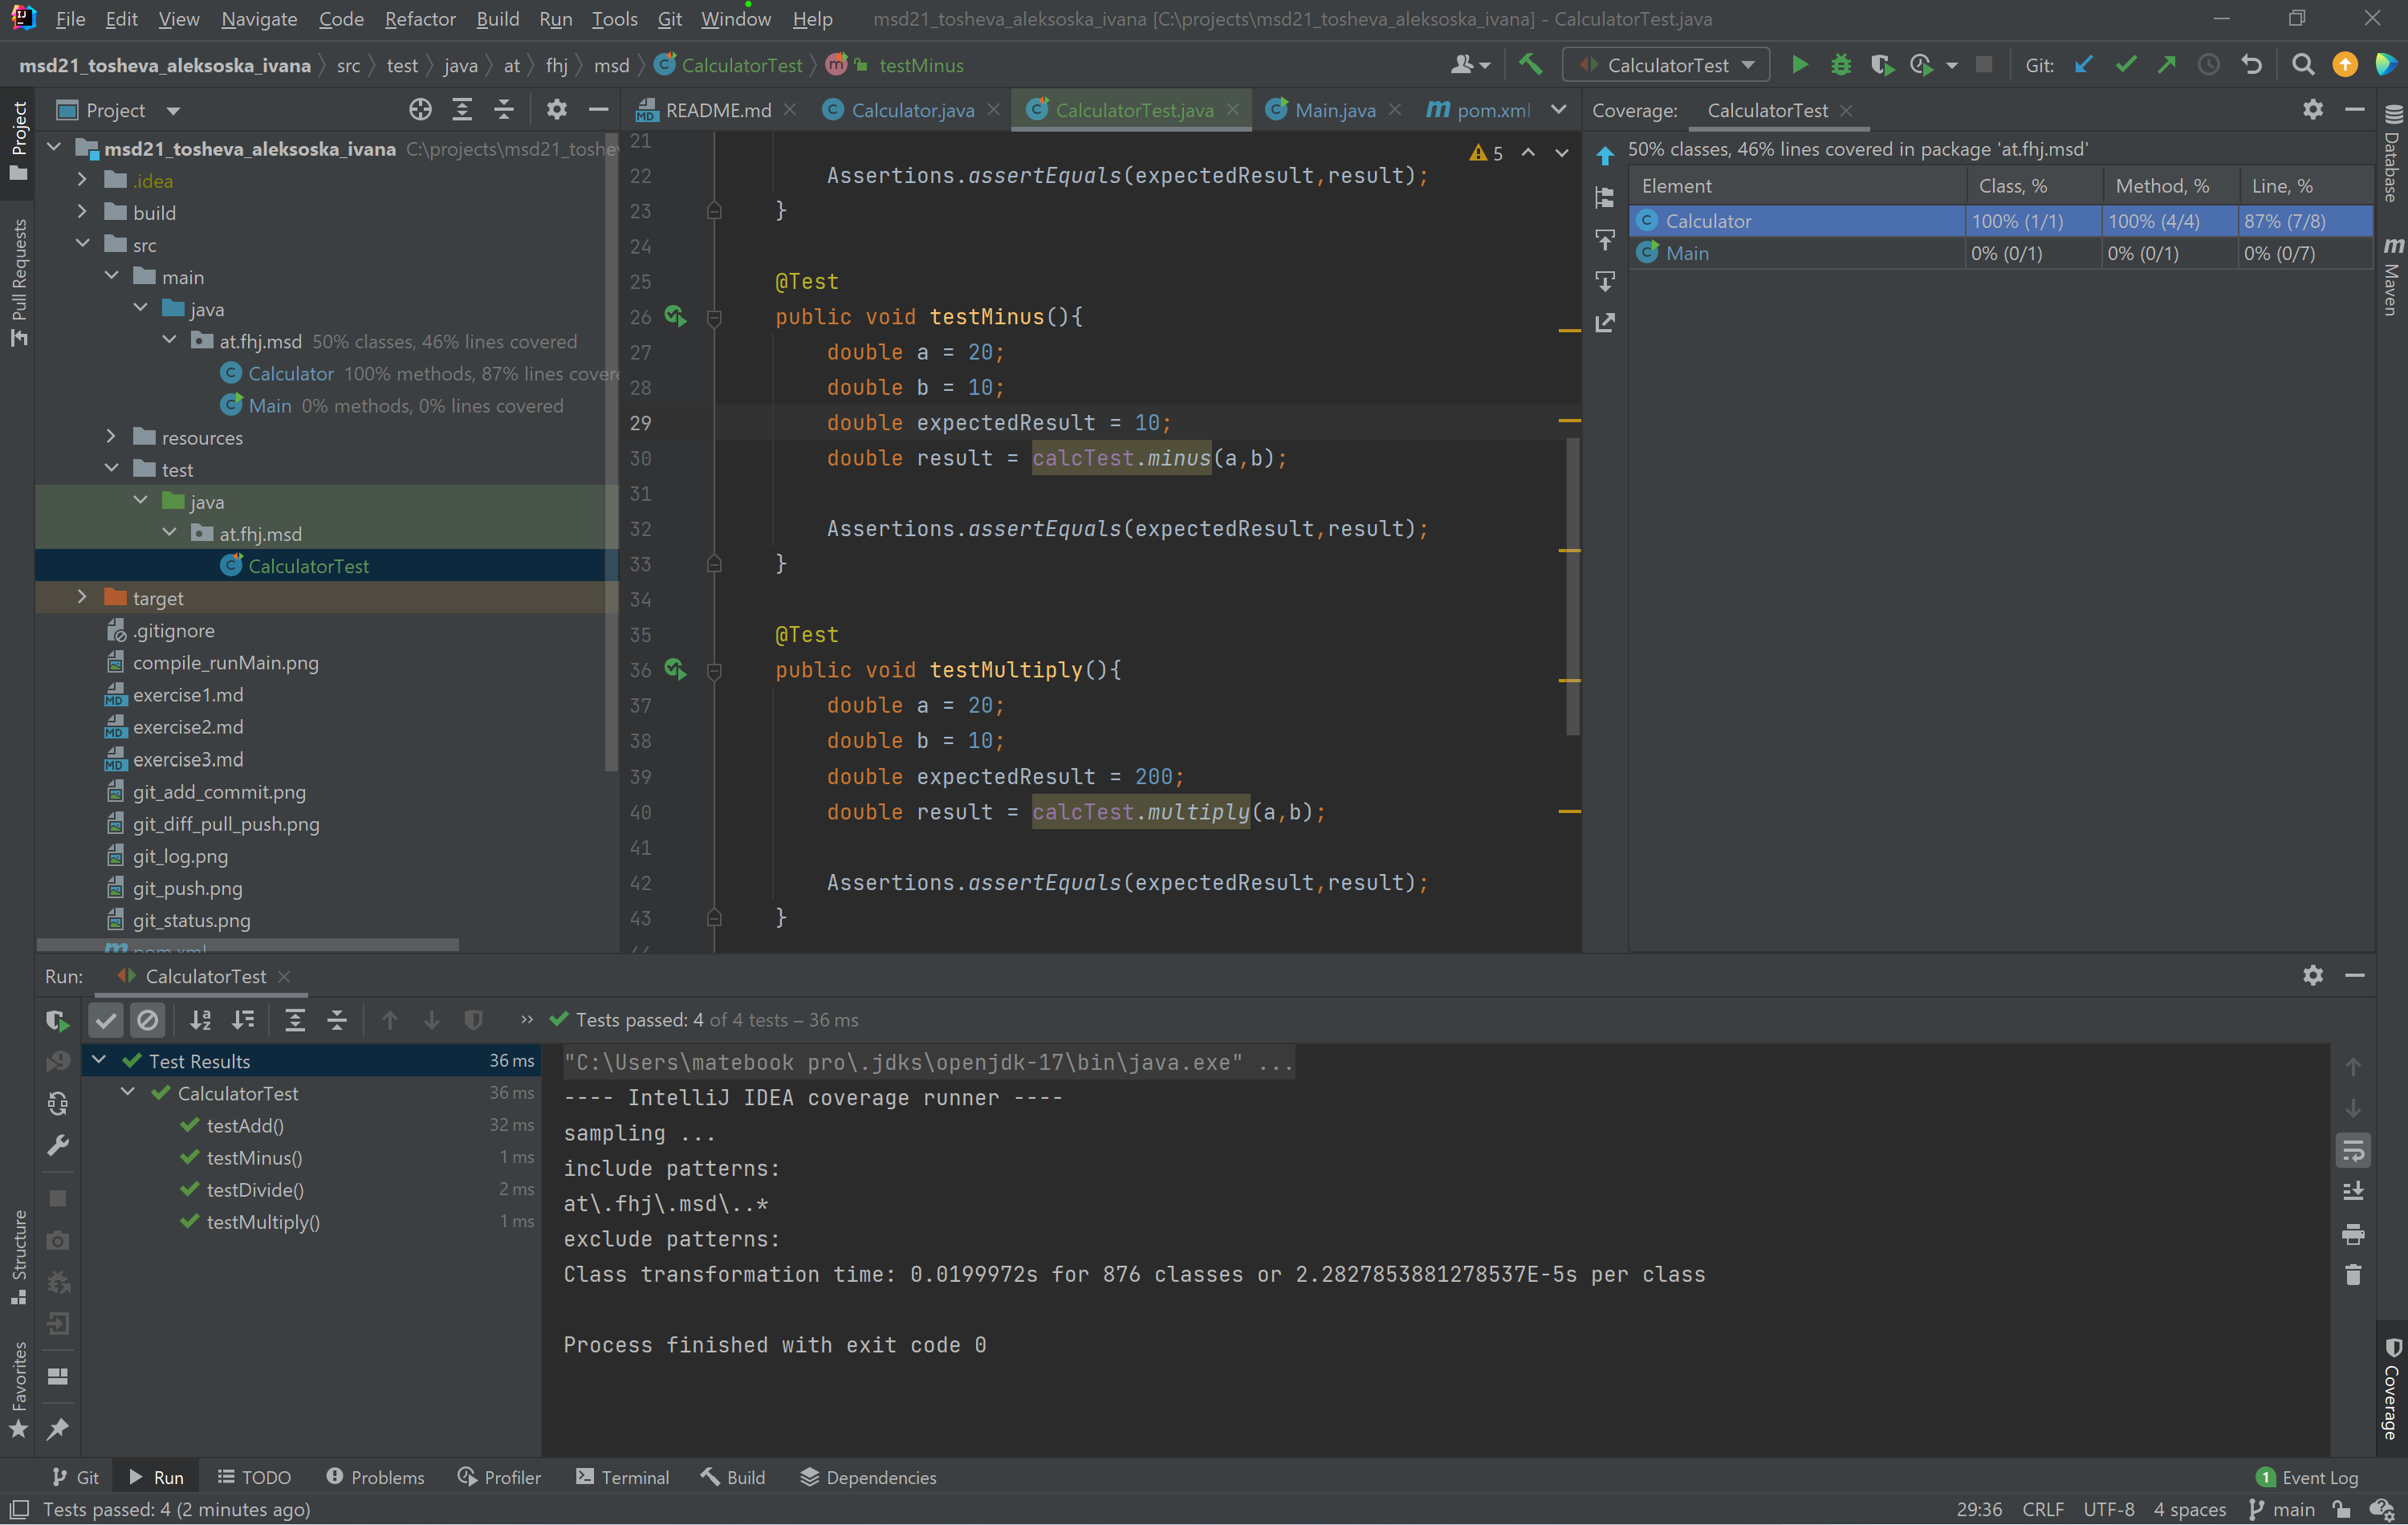 File Edit View Navigate Code Refactor Build Run Tools Git Window Help msd21_tosheva_aleksoska_ivana [C:\projects\msd21_tosheva_aleksoska_ivana] - CalculatorTest.java
msd21_tosheva_aleksoska_ivana src test java at fhj msd CalculatorTest testMinus CalculatorTest Git:
Project
Pull Requests
Structure
Favorites
Project
msd21_tosheva_aleksoska_ivana C:\projects\msd21_toshe
.idea
build
src
main
java
at.fhj.msd 50% classes, 46% lines covered
Calculator 100% methods, 87% lines cover
Main 0% methods, 0% lines covered
resources
test
java
at.fhj.msd
CalculatorTest
target
.gitignore
compile_runMain.png
exercise1.md
exercise2.md
exercise3.md
git_add_commit.png
git_diff_pull_push.png
git_log.png
git_push.png
git_status.png
pom.xml
README.md Calculator.java CalculatorTest.java Main.java pom.xml
5
21
22 Assertions.assertEquals(expectedResult,result);
23 }
24
25 @Test
26 public void testMinus(){
27 double a = 20;
28 double b = 10;
29 double expectedResult = 10;
30 double result = calcTest.minus(a,b);
31
32 Assertions.assertEquals(expectedResult,result);
33 }
34
35 @Test
36 public void testMultiply(){
37 double a = 20;
38 double b = 10;
39 double expectedResult = 200;
40 double result = calcTest.multiply(a,b);
41
42 Assertions.assertEquals(expectedResult,result);
43 }
Coverage: CalculatorTest
50% classes, 46% lines covered in package 'at.fhj.msd'
Element Class, % Method, % Line, %
Calculator 100% (1/1) 100% (4/4) 87% (7/8)
Main 0% (0/1) 0% (0/1) 0% (0/7)
Database
Maven
Coverage
Run: CalculatorTest
Tests passed: 4 of 4 tests – 36 ms
Test Results 36 ms
CalculatorTest 36 ms
testAdd() 32 ms
testMinus() 1 ms
testDivide() 2 ms
testMultiply() 1 ms
"C:\Users\matebook pro\.jdks\openjdk-17\bin\java.exe" ...
---- IntelliJ IDEA coverage runner ----
sampling ...
include patterns:
at\.fhj\.msd\..*
exclude patterns:
Class transformation time: 0.0199972s for 876 classes or 2.2827853881278537E-5s per class
Process finished with exit code 0
Git Run TODO Problems Profiler Terminal Build Dependencies 1 Event Log
Tests passed: 4 (2 minutes ago) 29:36 CRLF UTF-8 4 spaces main